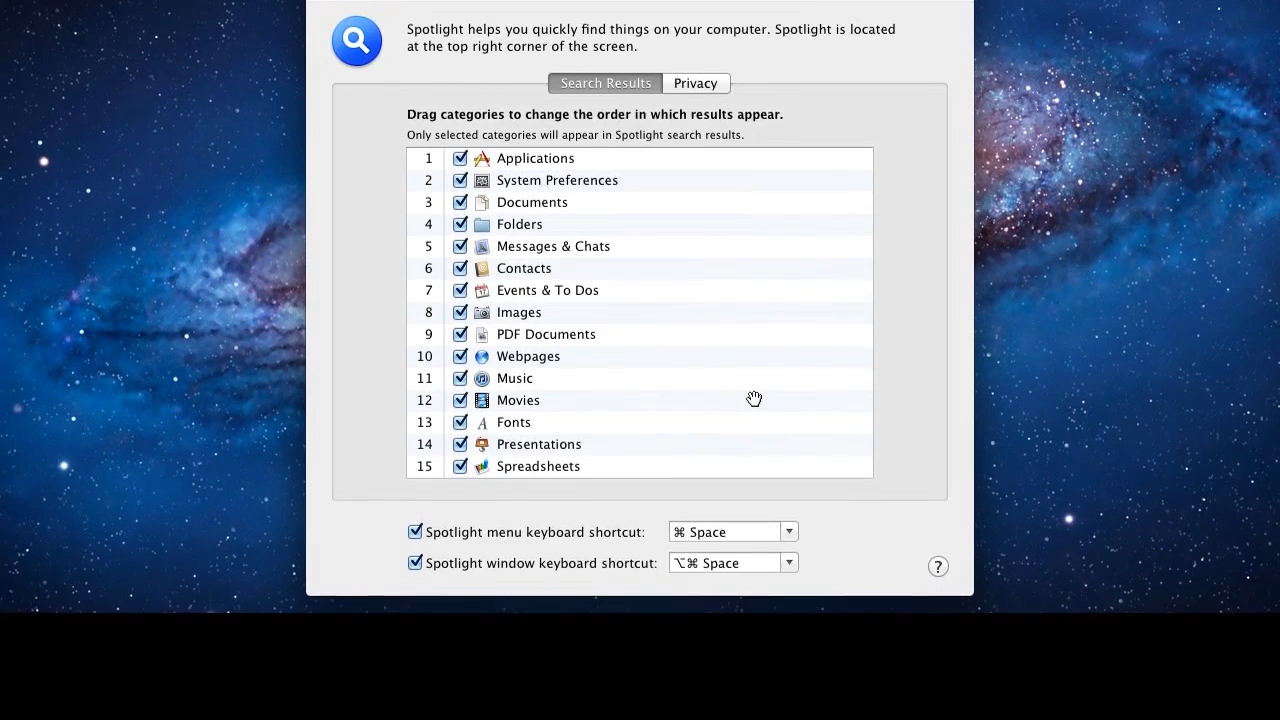 Spotlight helps you quickly find things on your computer. Spotlight is located
at the top right corner of the screen.
Search Results Privacy
Drag categories to change the order in which results appear.
Only selected categories will appear in Spotlight search results.
1 Applications
2 System Preferences
3 Documents
4 Folders
5 Messages & Chats
6 Contacts
7 Events & To Dos
8 Images
9 PDF Documents
10 Webpages
11 Music
12 Movies
13 Fonts
14 Presentations
15 Spreadsheets
Spotlight menu keyboard shortcut: ⌘ Space
Spotlight window keyboard shortcut: ⌥⌘ Space
?